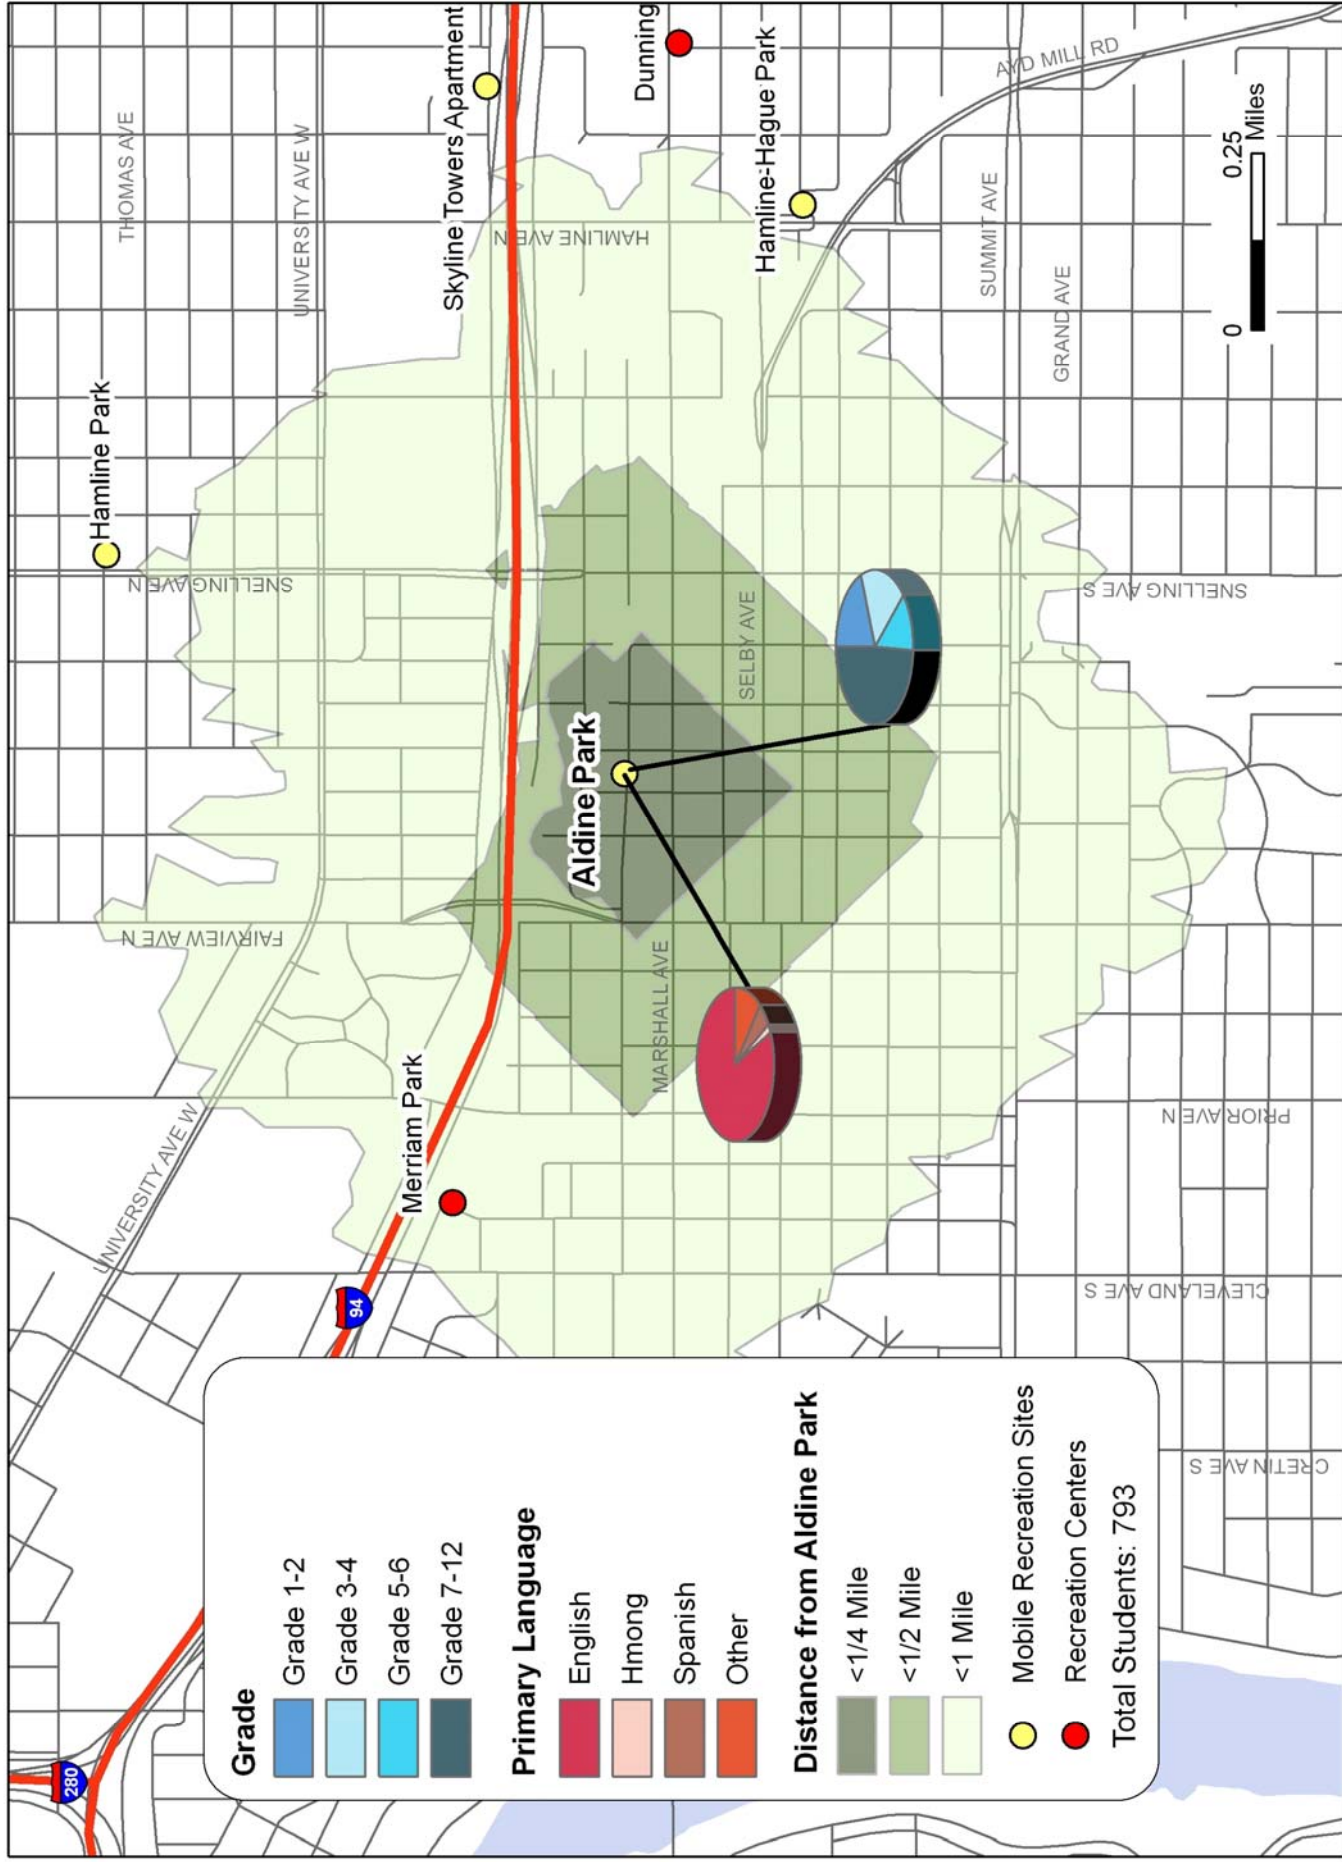 THOMAS AVE
UNIVERSITY AVE W
Skyline Towers Apartment
Dunning
Hamline-Hague Park
AYD MILL RD
HAMLINE AVE N
SUMMIT AVE
GRAND AVE
0
0.25
Miles
Hamline Park
SNELLING AVE N
SNELLING AVE S
SELBY AVE
Aldine Park
FAIRVIEW AVE N
MARSHALL AVE
Merriam Park
UNIVERSITY AVE W
PRIOR AVE N
CLEVELAND AVE S
CRETIN AVE S
94
280
Grade
Grade 1-2
Grade 3-4
Grade 5-6
Grade 7-12
Primary Language
English
Hmong
Spanish
Other
Distance from Aldine Park
<1/4 Mile
<1/2 Mile
<1 Mile
Mobile Recreation Sites
Recreation Centers
Total Students: 793